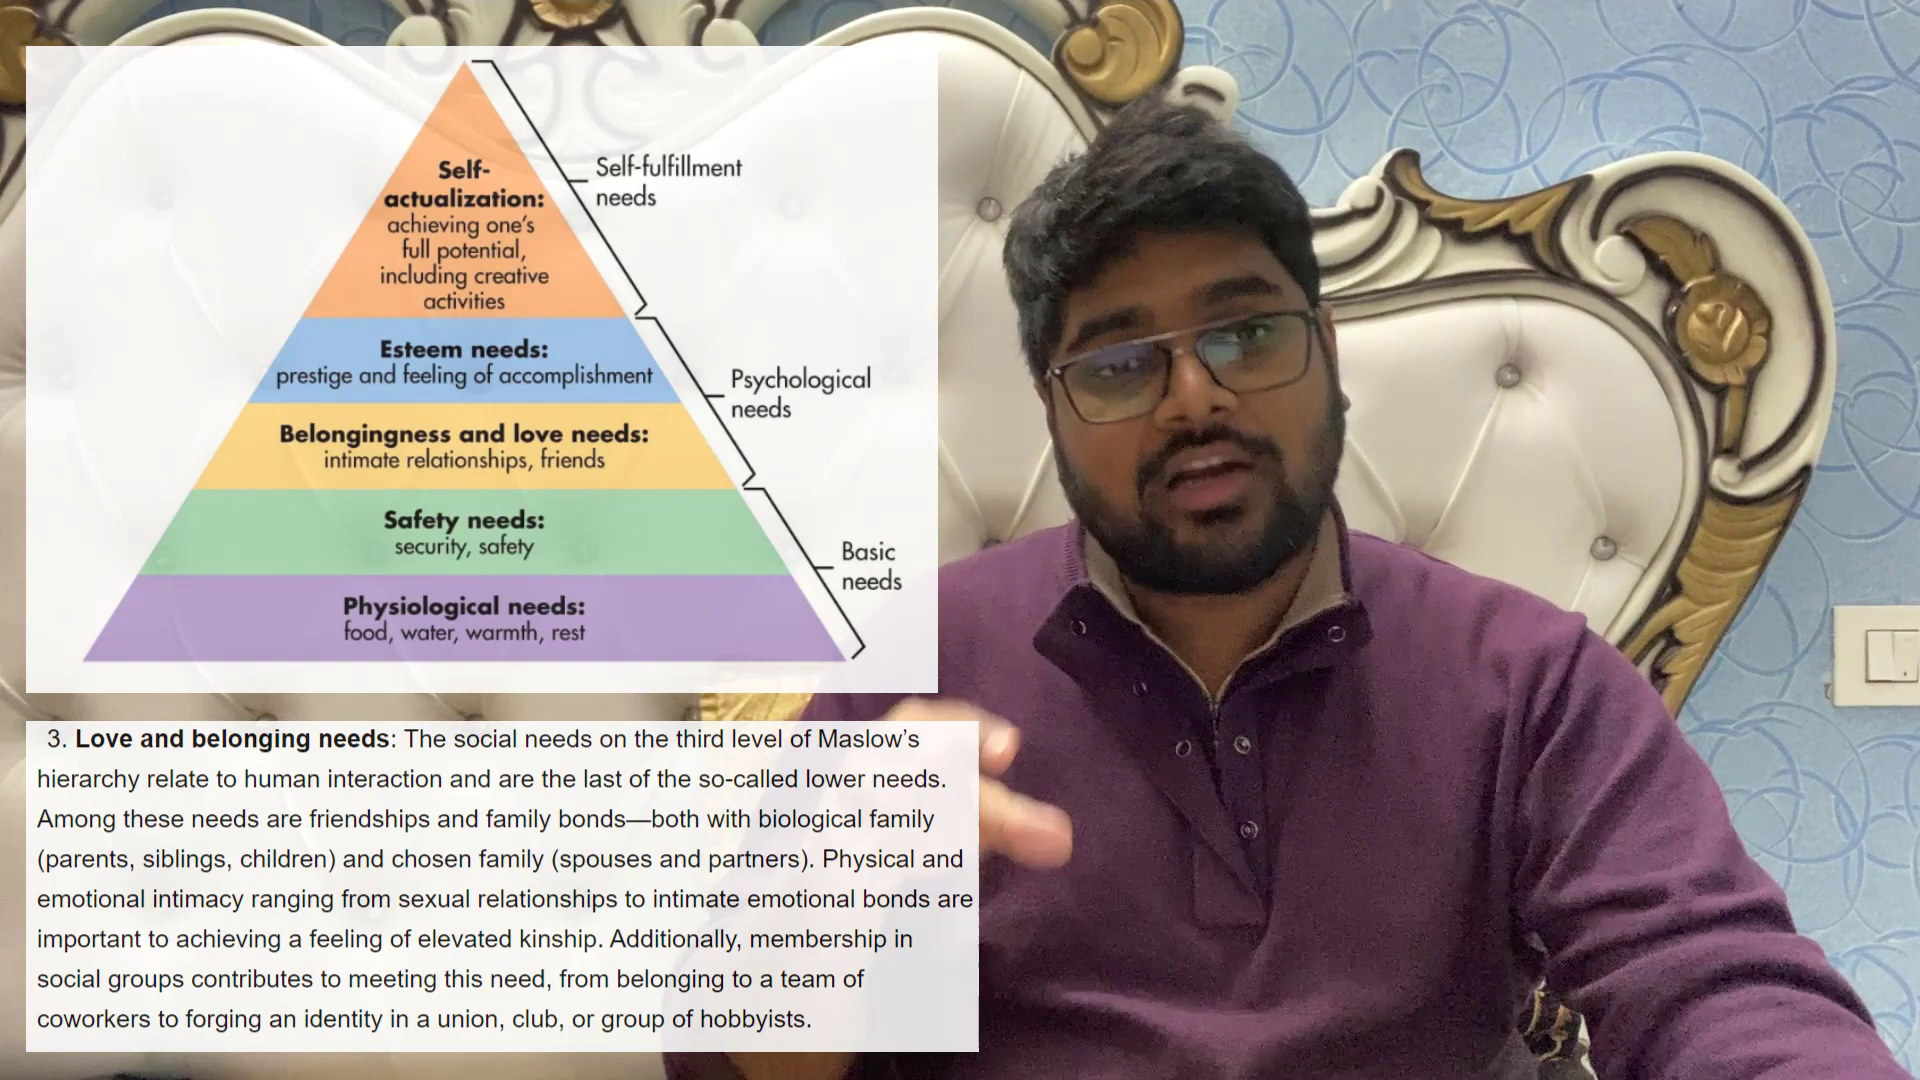 Self-
actualization:
achieving one's
full potential,
including creative
activities
Self-fulfillment
needs
Esteem needs:
prestige and feeling of accomplishment
Psychological
needs
Belongingness and love needs:
intimate relationships, friends
Safety needs:
security, safety
Basic
needs
Physiological needs:
food, water, warmth, rest
3. Love and belonging needs: The social needs on the third level of Maslow’s
hierarchy relate to human interaction and are the last of the so-called lower needs.
Among these needs are friendships and family bonds—both with biological family
(parents, siblings, children) and chosen family (spouses and partners). Physical and
emotional intimacy ranging from sexual relationships to intimate emotional bonds are
important to achieving a feeling of elevated kinship. Additionally, membership in
social groups contributes to meeting this need, from belonging to a team of
coworkers to forging an identity in a union, club, or group of hobbyists.